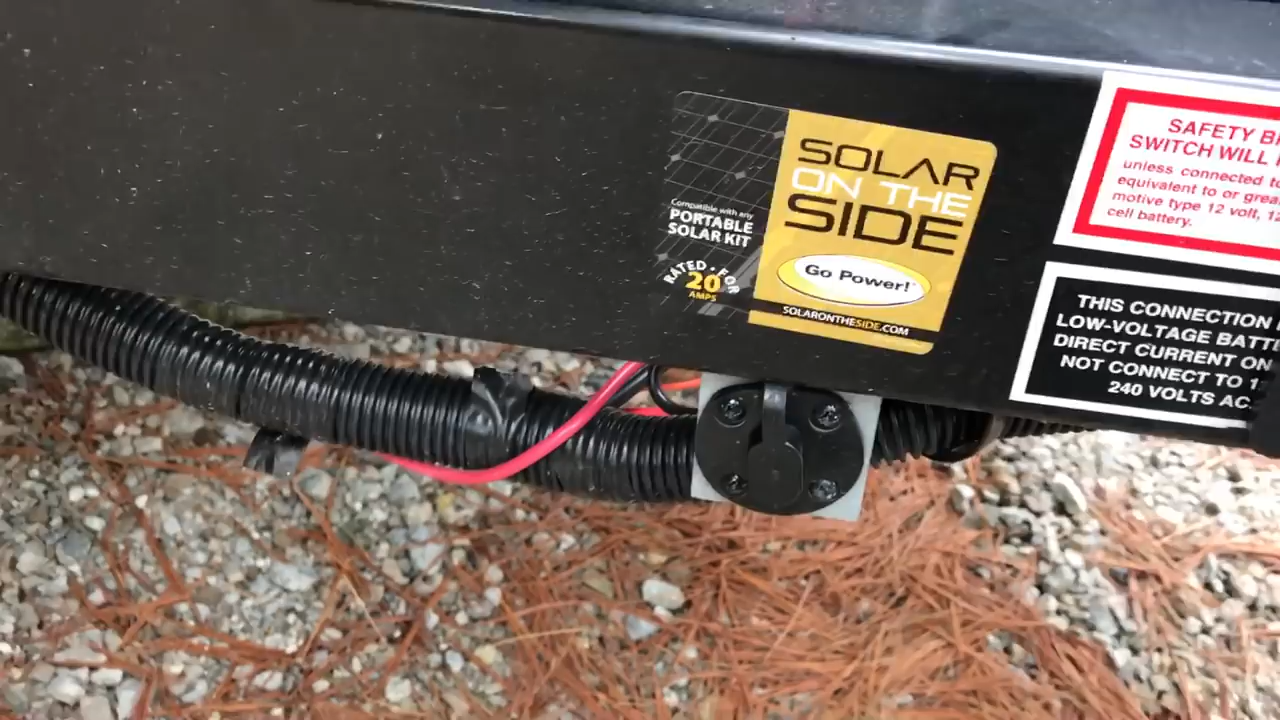 SOLAR
ON THE
SIDE
Compatible with any
PORTABLE
SOLAR KIT
RATED • FOR
20
AMPS
Go Power!
SOLARONTHESIDE.COM
SAFETY
SWITCH WILL
unless connected
equivalent to or
motive type 12 volt,
cell battery.
THIS CONNECTION
LOW-VOLTAGE
DIRECT CURRENT
NOT CONNECT TO
240 VOLTS AC